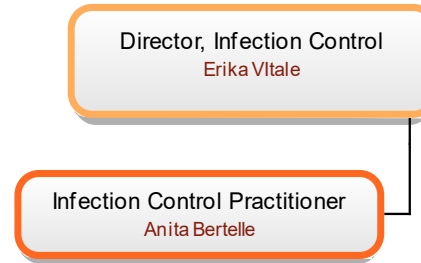 Director, Infection Control
Erika VItale
Infection Control Practitioner
Anita Bertelle